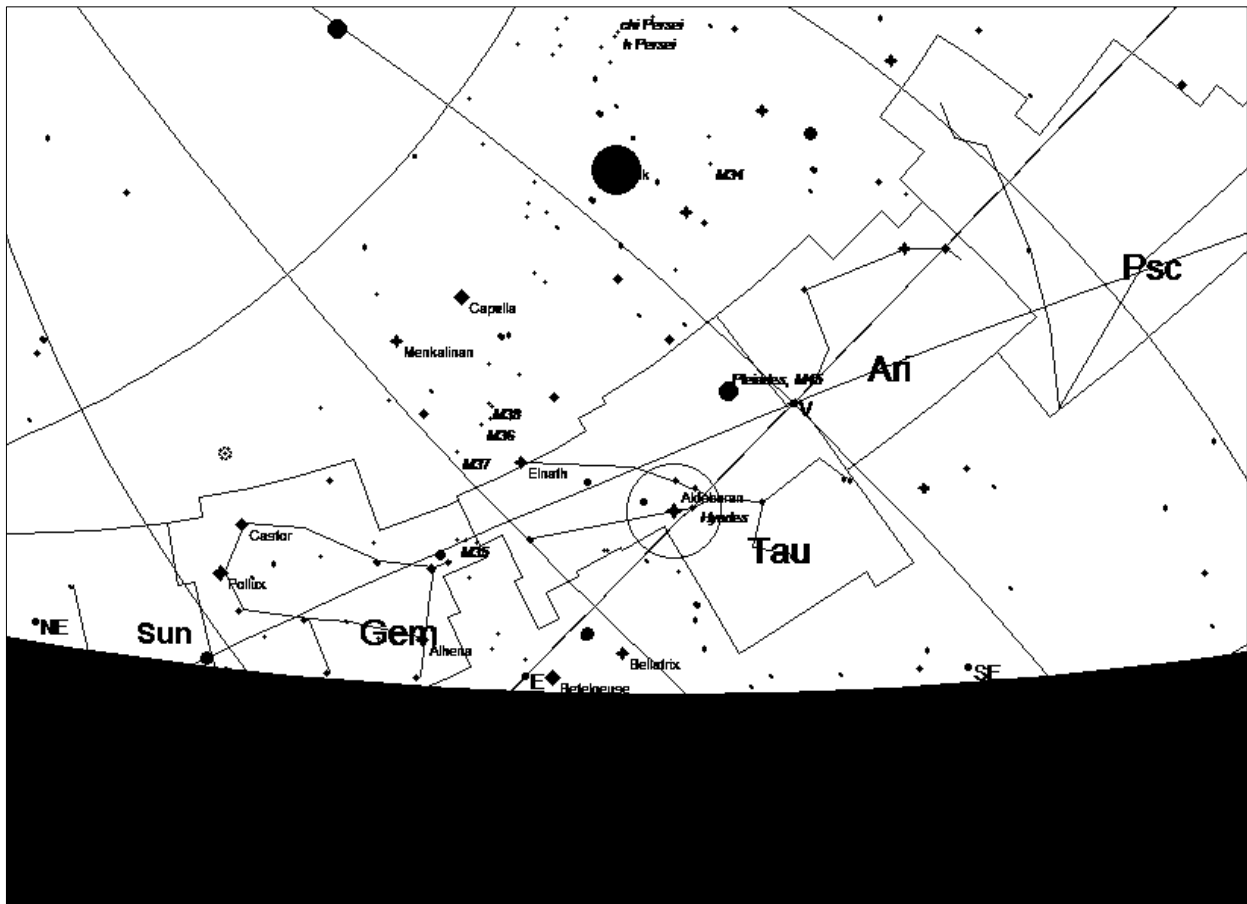 chi Persei
h Persei
M34
Psc
Capella
Menkalinan
Ari
Pleiades, M45
V
M38
M36
M37
Elnath
Aldebaran
Hyades
Castor
M35
Tau
Pollux
NE
Sun
Gem
Alhena
Bellatrix
E
Betelgeuse
SE